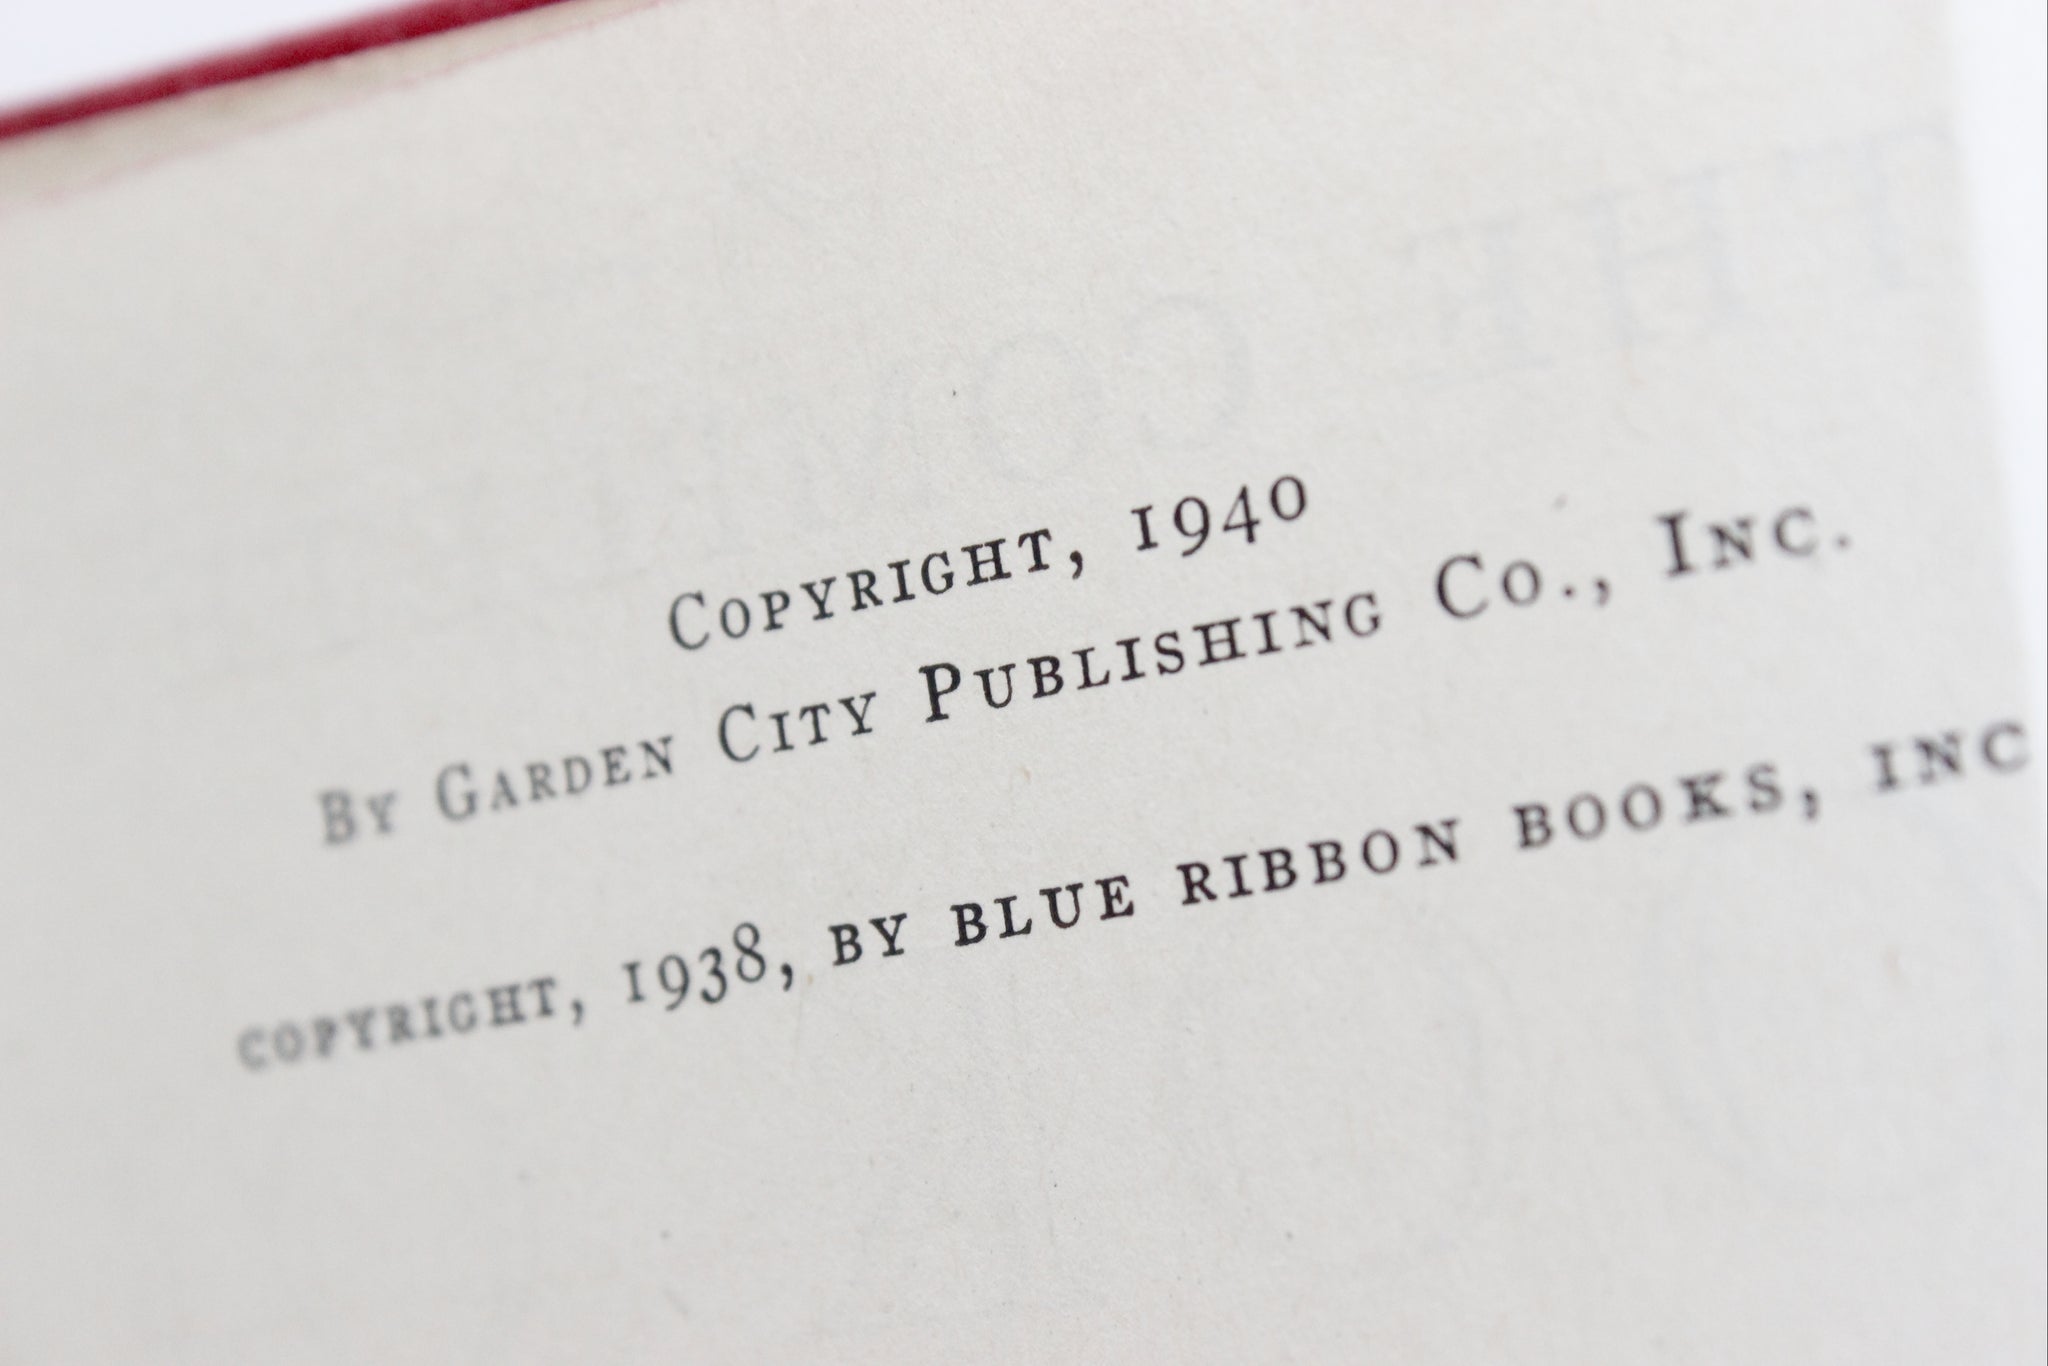 Copyright, 1940
By Garden City Publishing Co., Inc.
COPYRIGHT, 1938, BY BLUE RIBBON BOOKS, INC